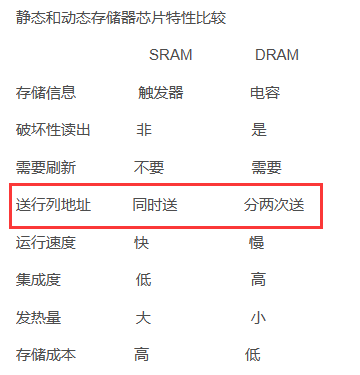 静态和动态存储器芯片特性比较
SRAM DRAM
存储信息 触发器 电容
破坏性读出 非 是
需要刷新 不要 需要
送行列地址 同时送 分两次送
运行速度 快 慢
集成度 低 高
发热量 大 小
存储成本 高 低